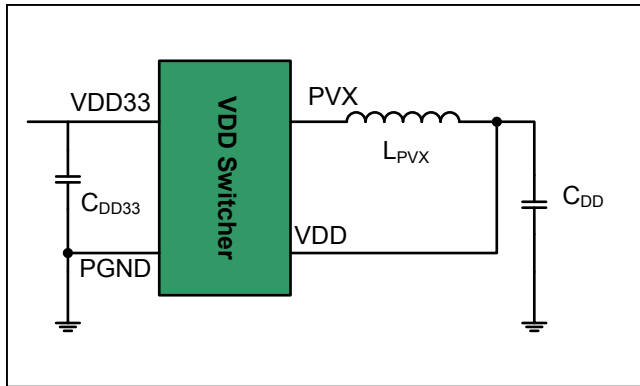 VDD33
PVX
L_PVX
C_DD33
VDD Switcher
C_DD
VDD
PGND